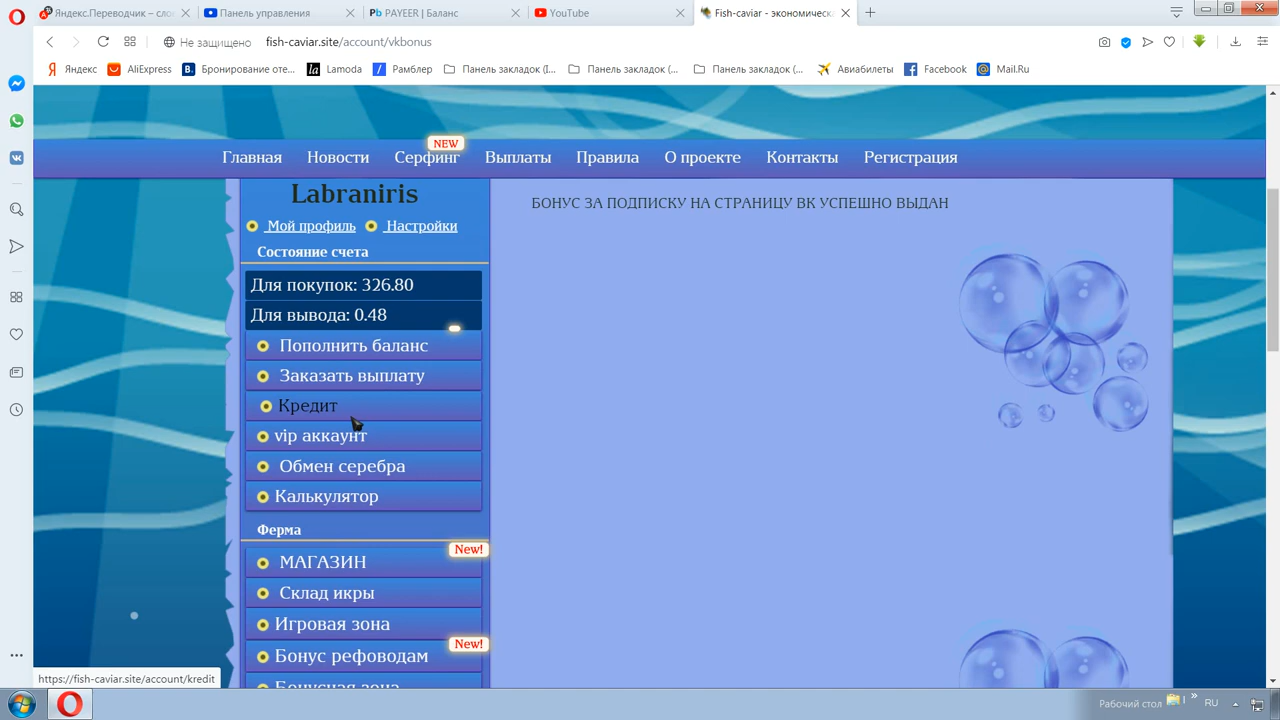 Яндекс.Переводчик – сло
Панель управления
PAYEER | Баланс
YouTube
Fish-caviar - экономическ
Не защищено
fish-caviar.site/account/vkbonus
Яндекс
AliExpress
Бронирование оте...
Lamoda
Рамблер
Панель закладок (I...
Панель закладок (...
Панель закладок (...
Авиабилеты
Facebook
Mail.Ru
NEW
Главная Новости Серфинг Выплаты Правила О проекте Контакты Регистрация
Labraniris
Мой профиль Настройки
Состояние счета
Для покупок: 326.80
Для вывода: 0.48
Пополнить баланс
Заказать выплату
Кредит
vip аккаунт
Обмен серебра
Калькулятор
Ферма
New!
МАГАЗИН
Склад икры
Игровая зона
New!
Бонус рефоводам
Бонусная зона
БОНУС ЗА ПОДПИСКУ НА СТРАНИЦУ ВК УСПЕШНО ВЫДАН
https://fish-caviar.site/account/kredit
Рабочий стол
RU